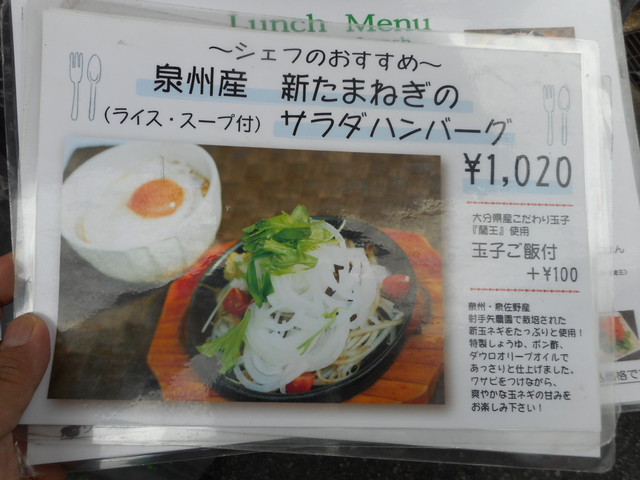 Lunch Menu
～シェフのおすすめ～
泉州産 新たまねぎの
(ライス・スープ付) サラダハンバーグ
¥1,020
大分県産こだわり玉子
『蘭王』使用
玉子ご飯付
＋¥100
泉州・泉佐野産
射手矢農園で栽培された
新玉ネギをたっぷりと使用！
特製しょうゆ、ポン酢、
ダウロオリーブオイルで
あっさりと仕上げました。
ワサビをつけながら、
爽やかな玉ネギの甘みを
お楽しみ下さい！